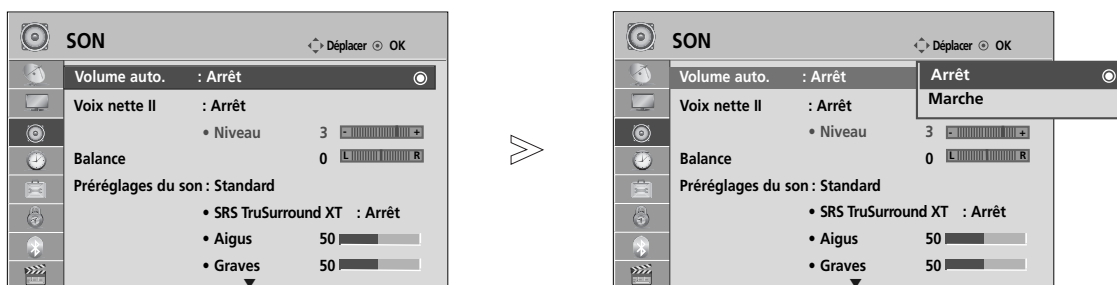 SON
Déplacer OK
Volume auto. : Arrêt
Voix nette II : Arrêt
• Niveau 3 - +
Balance 0 L R
Préréglages du son : Standard
• SRS TruSurround XT : Arrêt
• Aigus 50
• Graves 50
SON
Déplacer OK
Volume auto. : Arrêt
Arrêt
Marche
Voix nette II : Arrêt
• Niveau 3 - +
Balance 0 L R
Préréglages du son : Standard
• SRS TruSurround XT : Arrêt
• Aigus 50
• Graves 50